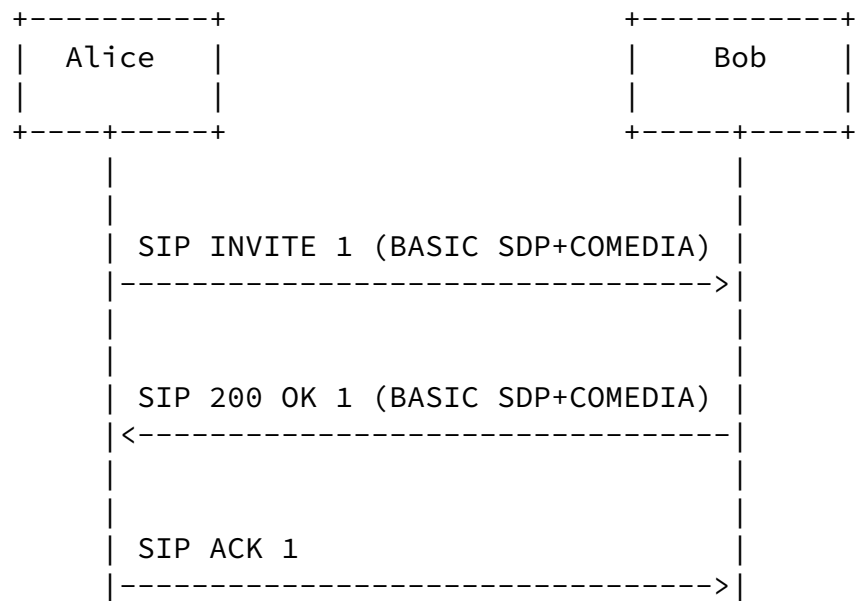 Alice Bob
SIP INVITE 1 (BASIC SDP+COMEDIA)
SIP 200 OK 1 (BASIC SDP+COMEDIA)
SIP ACK 1